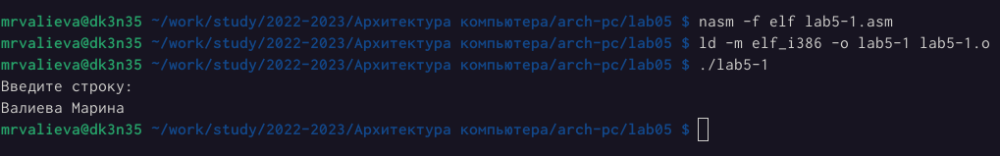 mrvalieva@dk3n35 ~/work/study/2022-2023/Архитектура компьютера/arch-pc/lab05 $ nasm -f elf lab5-1.asm
mrvalieva@dk3n35 ~/work/study/2022-2023/Архитектура компьютера/arch-pc/lab05 $ ld -m elf_i386 -o lab5-1 lab5-1.o
mrvalieva@dk3n35 ~/work/study/2022-2023/Архитектура компьютера/arch-pc/lab05 $ ./lab5-1
Введите строку:
Валиева Марина
mrvalieva@dk3n35 ~/work/study/2022-2023/Архитектура компьютера/arch-pc/lab05 $